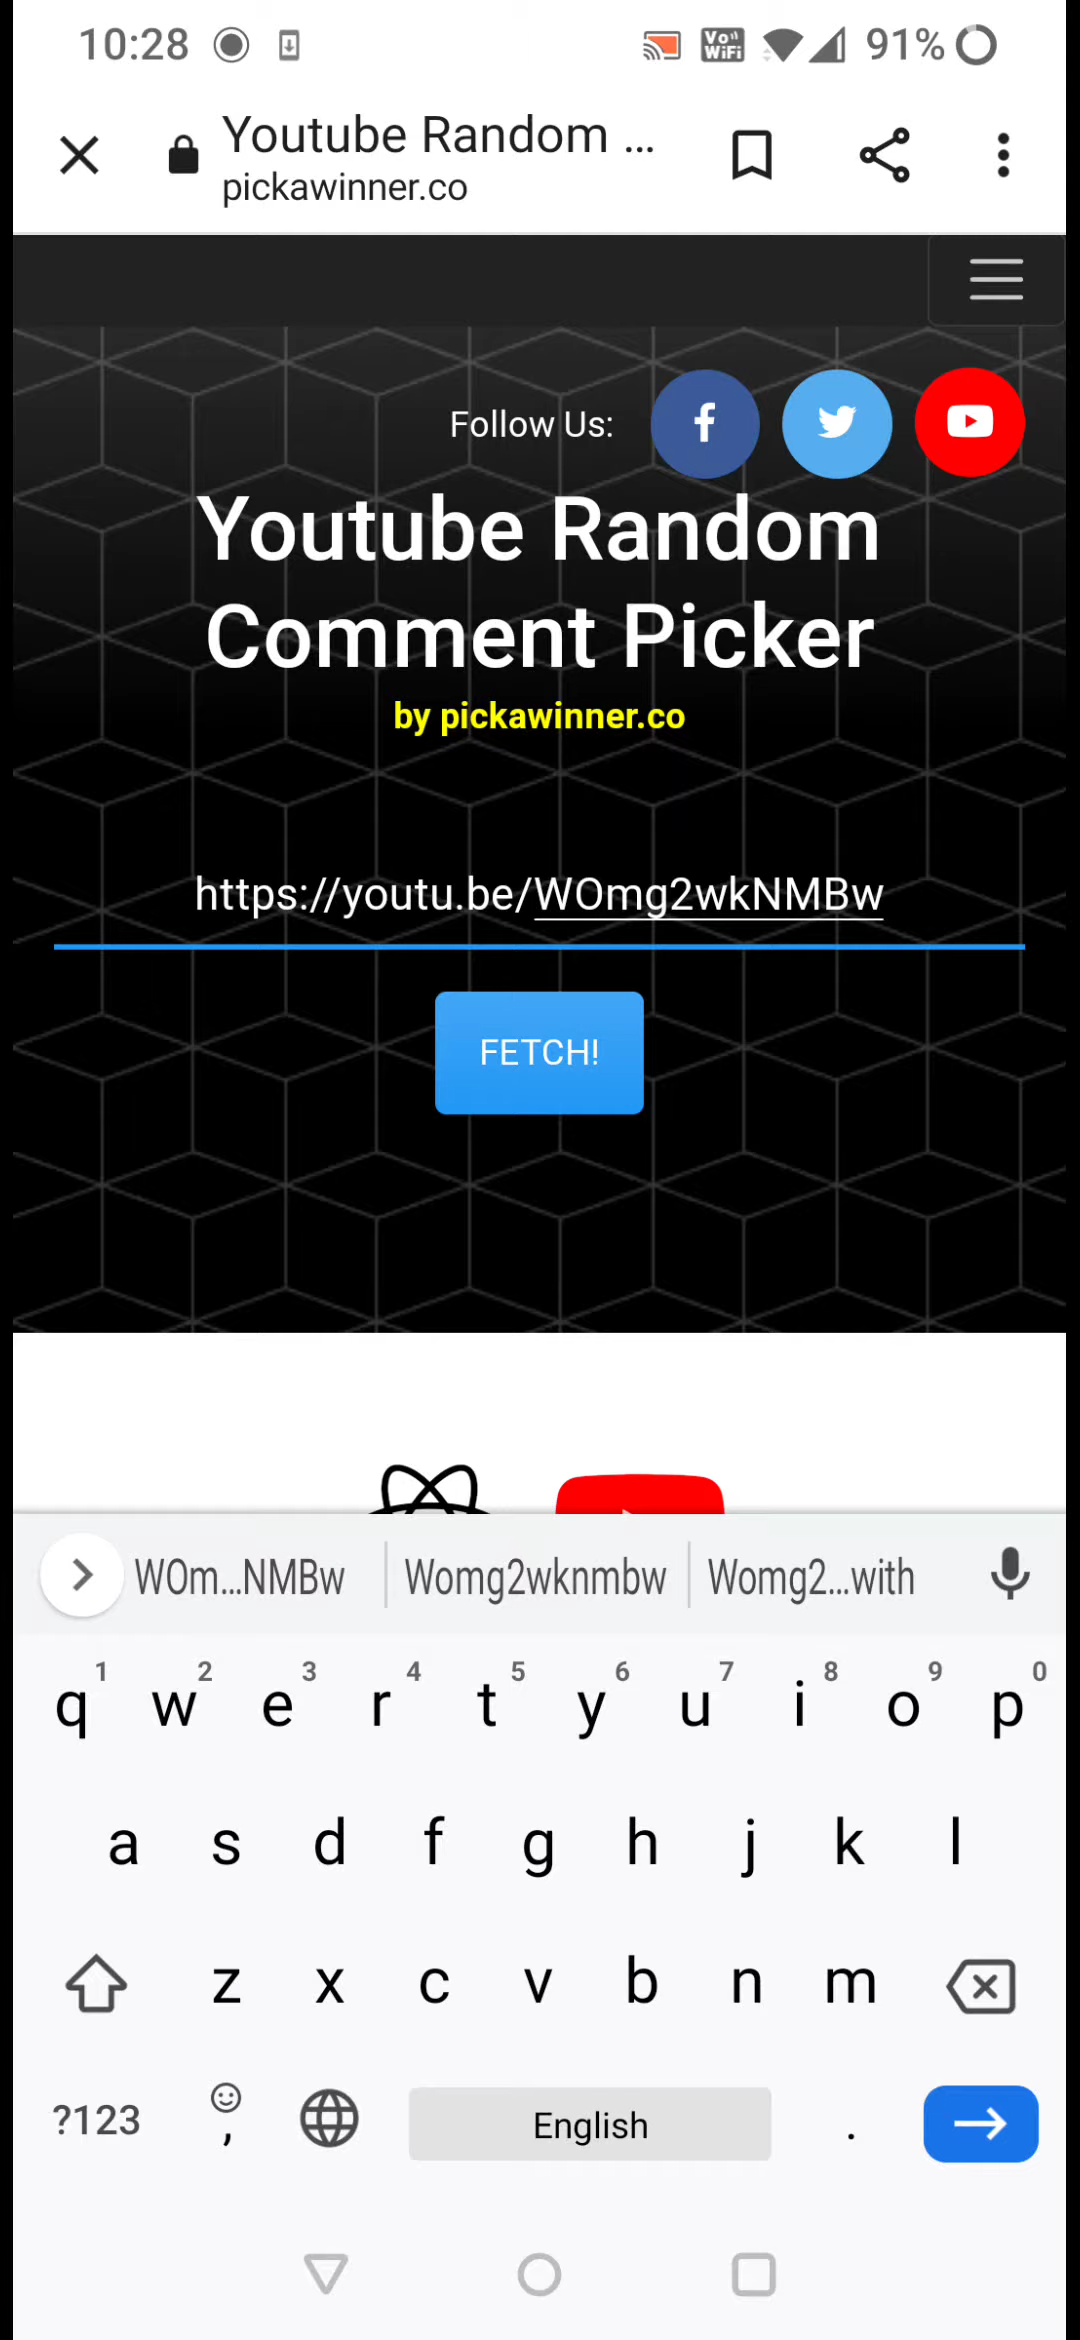 10:28
Vo WiFi
91%
Youtube Random ...
pickawinner.co
Follow Us:
Youtube Random
Comment Picker
by pickawinner.co
https://youtu.be/WOmg2wkNMBw
FETCH!
WOm...NMBw
Womg2wknmbw
Womg2...with
1 2 3 4 5 6 7 8 9 0
q w e r t y u i o p
a s d f g h j k l
z x c v b n m
?123 , English .